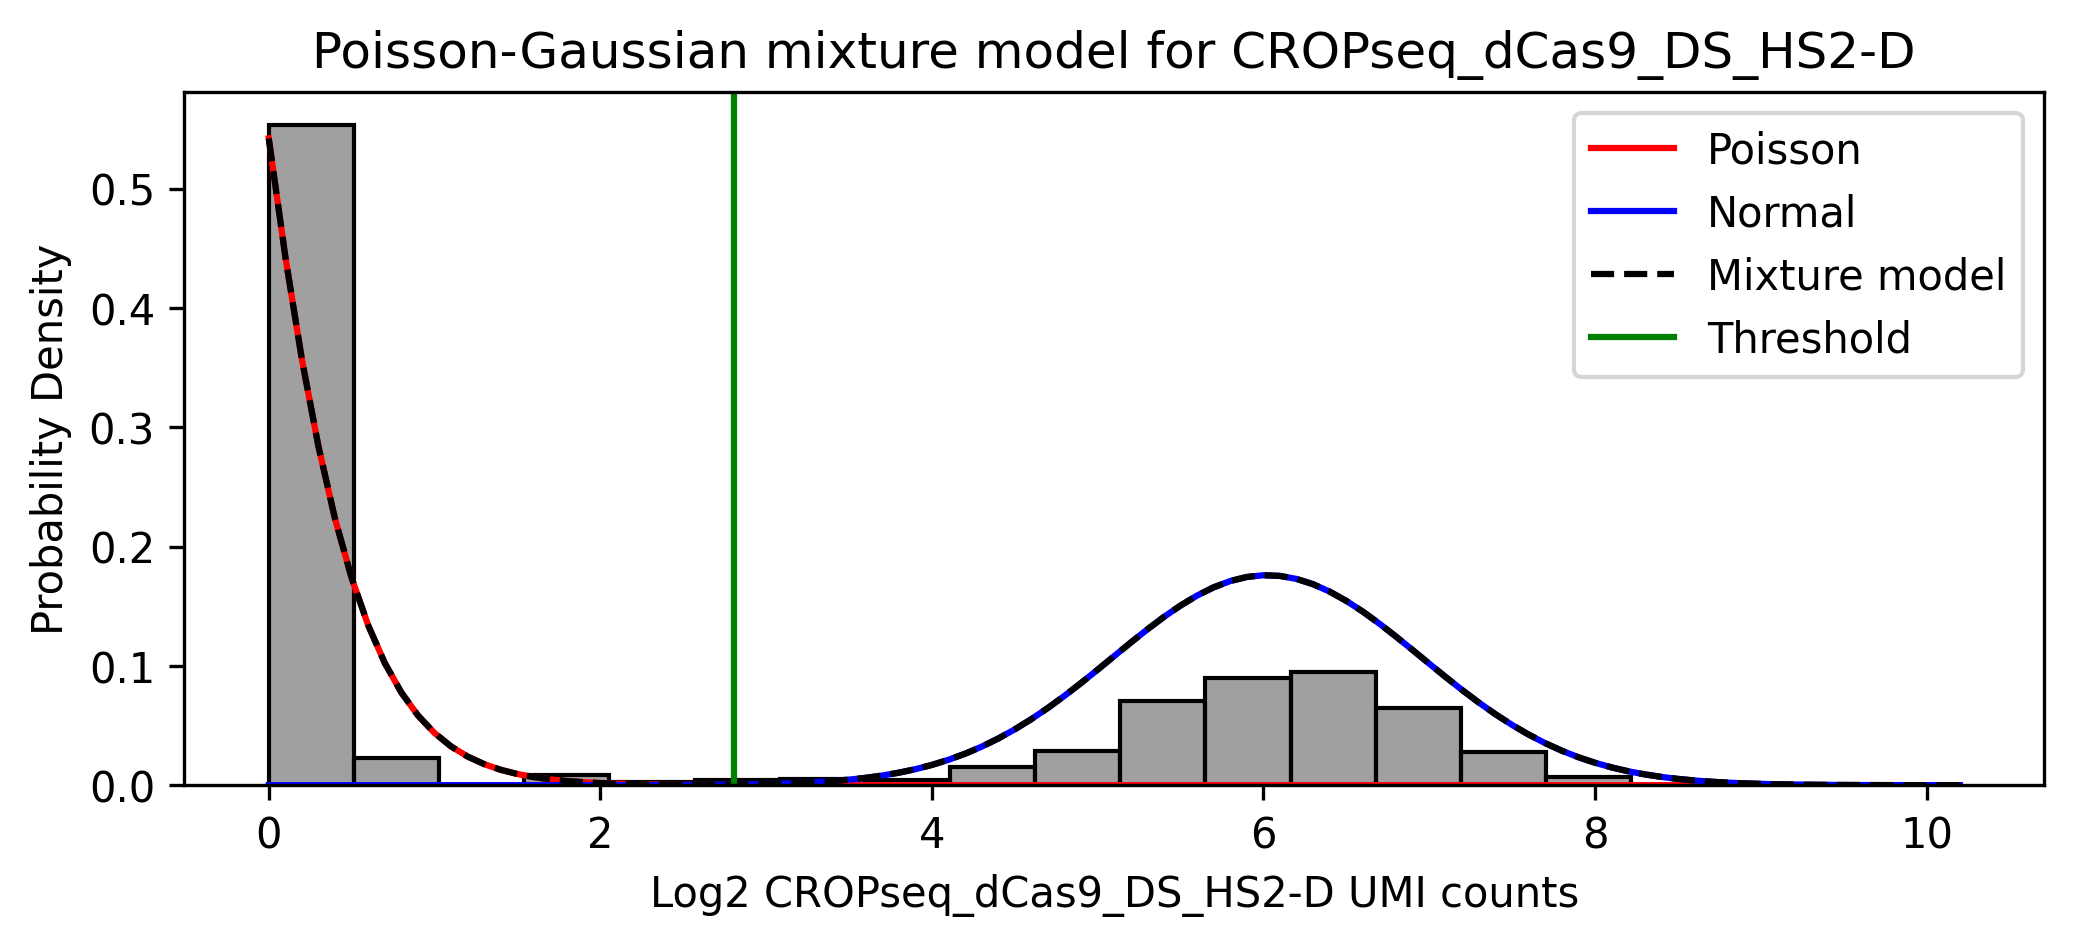 Poisson-Gaussian mixture model for CROPseq_dCas9_DS_HS2-D
Probability Density
0.5
0.4
0.3
0.2
0.1
0.0
Poisson
Normal
Mixture model
Threshold
0 2 4 6 8 10
Log2 CROPseq_dCas9_DS_HS2-D UMI counts